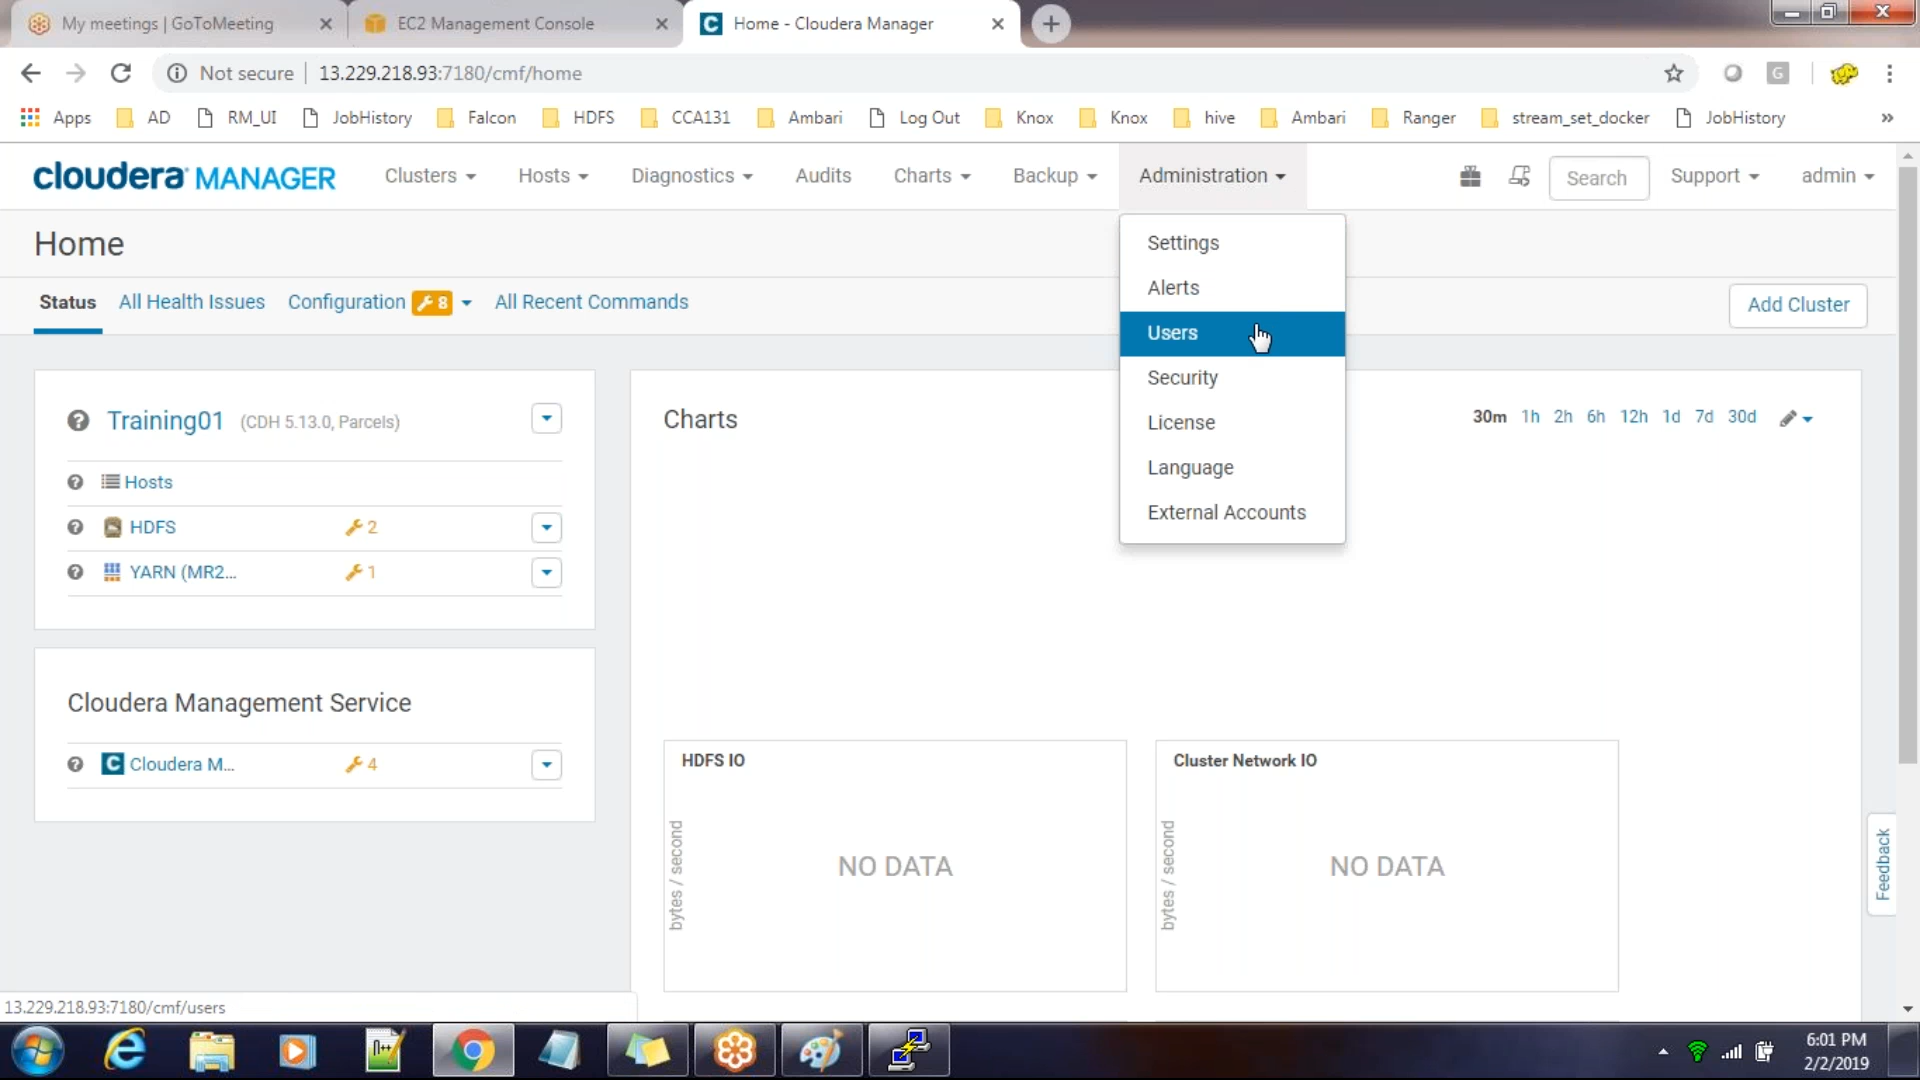 My meetings | GoToMeeting
EC2 Management Console
Home - Cloudera Manager
Not secure
13.229.218.93:7180/cmf/home
G
Apps
AD
RM_UI
JobHistory
Falcon
HDFS
CCA131
Ambari
Log Out
Knox
Knox
hive
Ambari
Ranger
stream_set_docker
JobHistory
»
cloudera MANAGER
Clusters
Hosts
Diagnostics
Audits
Charts
Backup
Administration
Search
Support
admin
Home
Settings
Alerts
Users
Security
License
Language
External Accounts
Status
All Health Issues
Configuration 8
All Recent Commands
Add Cluster
Training01 (CDH 5.13.0, Parcels)
Hosts
HDFS 2
YARN (MR2... 1
Cloudera Management Service
C Cloudera M... 4
Charts
30m 1h 2h 6h 12h 1d 7d 30d
HDFS IO
bytes / second
NO DATA
Cluster Network IO
bytes / second
NO DATA
Feedback
13.229.218.93:7180/cmf/users
6:01 PM
2/2/2019